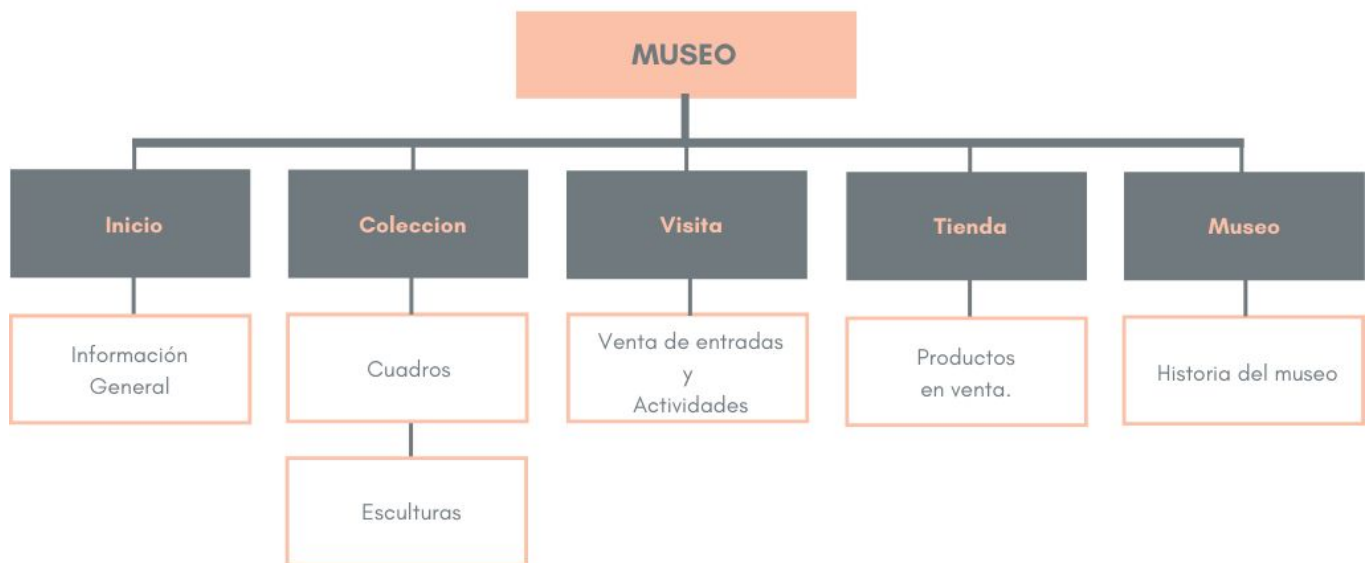 MUSEO
Inicio
Coleccion
Visita
Tienda
Museo
Información
General
Cuadros
Venta de entradas
y
Actividades
Productos
en venta.
Historia del museo
Esculturas